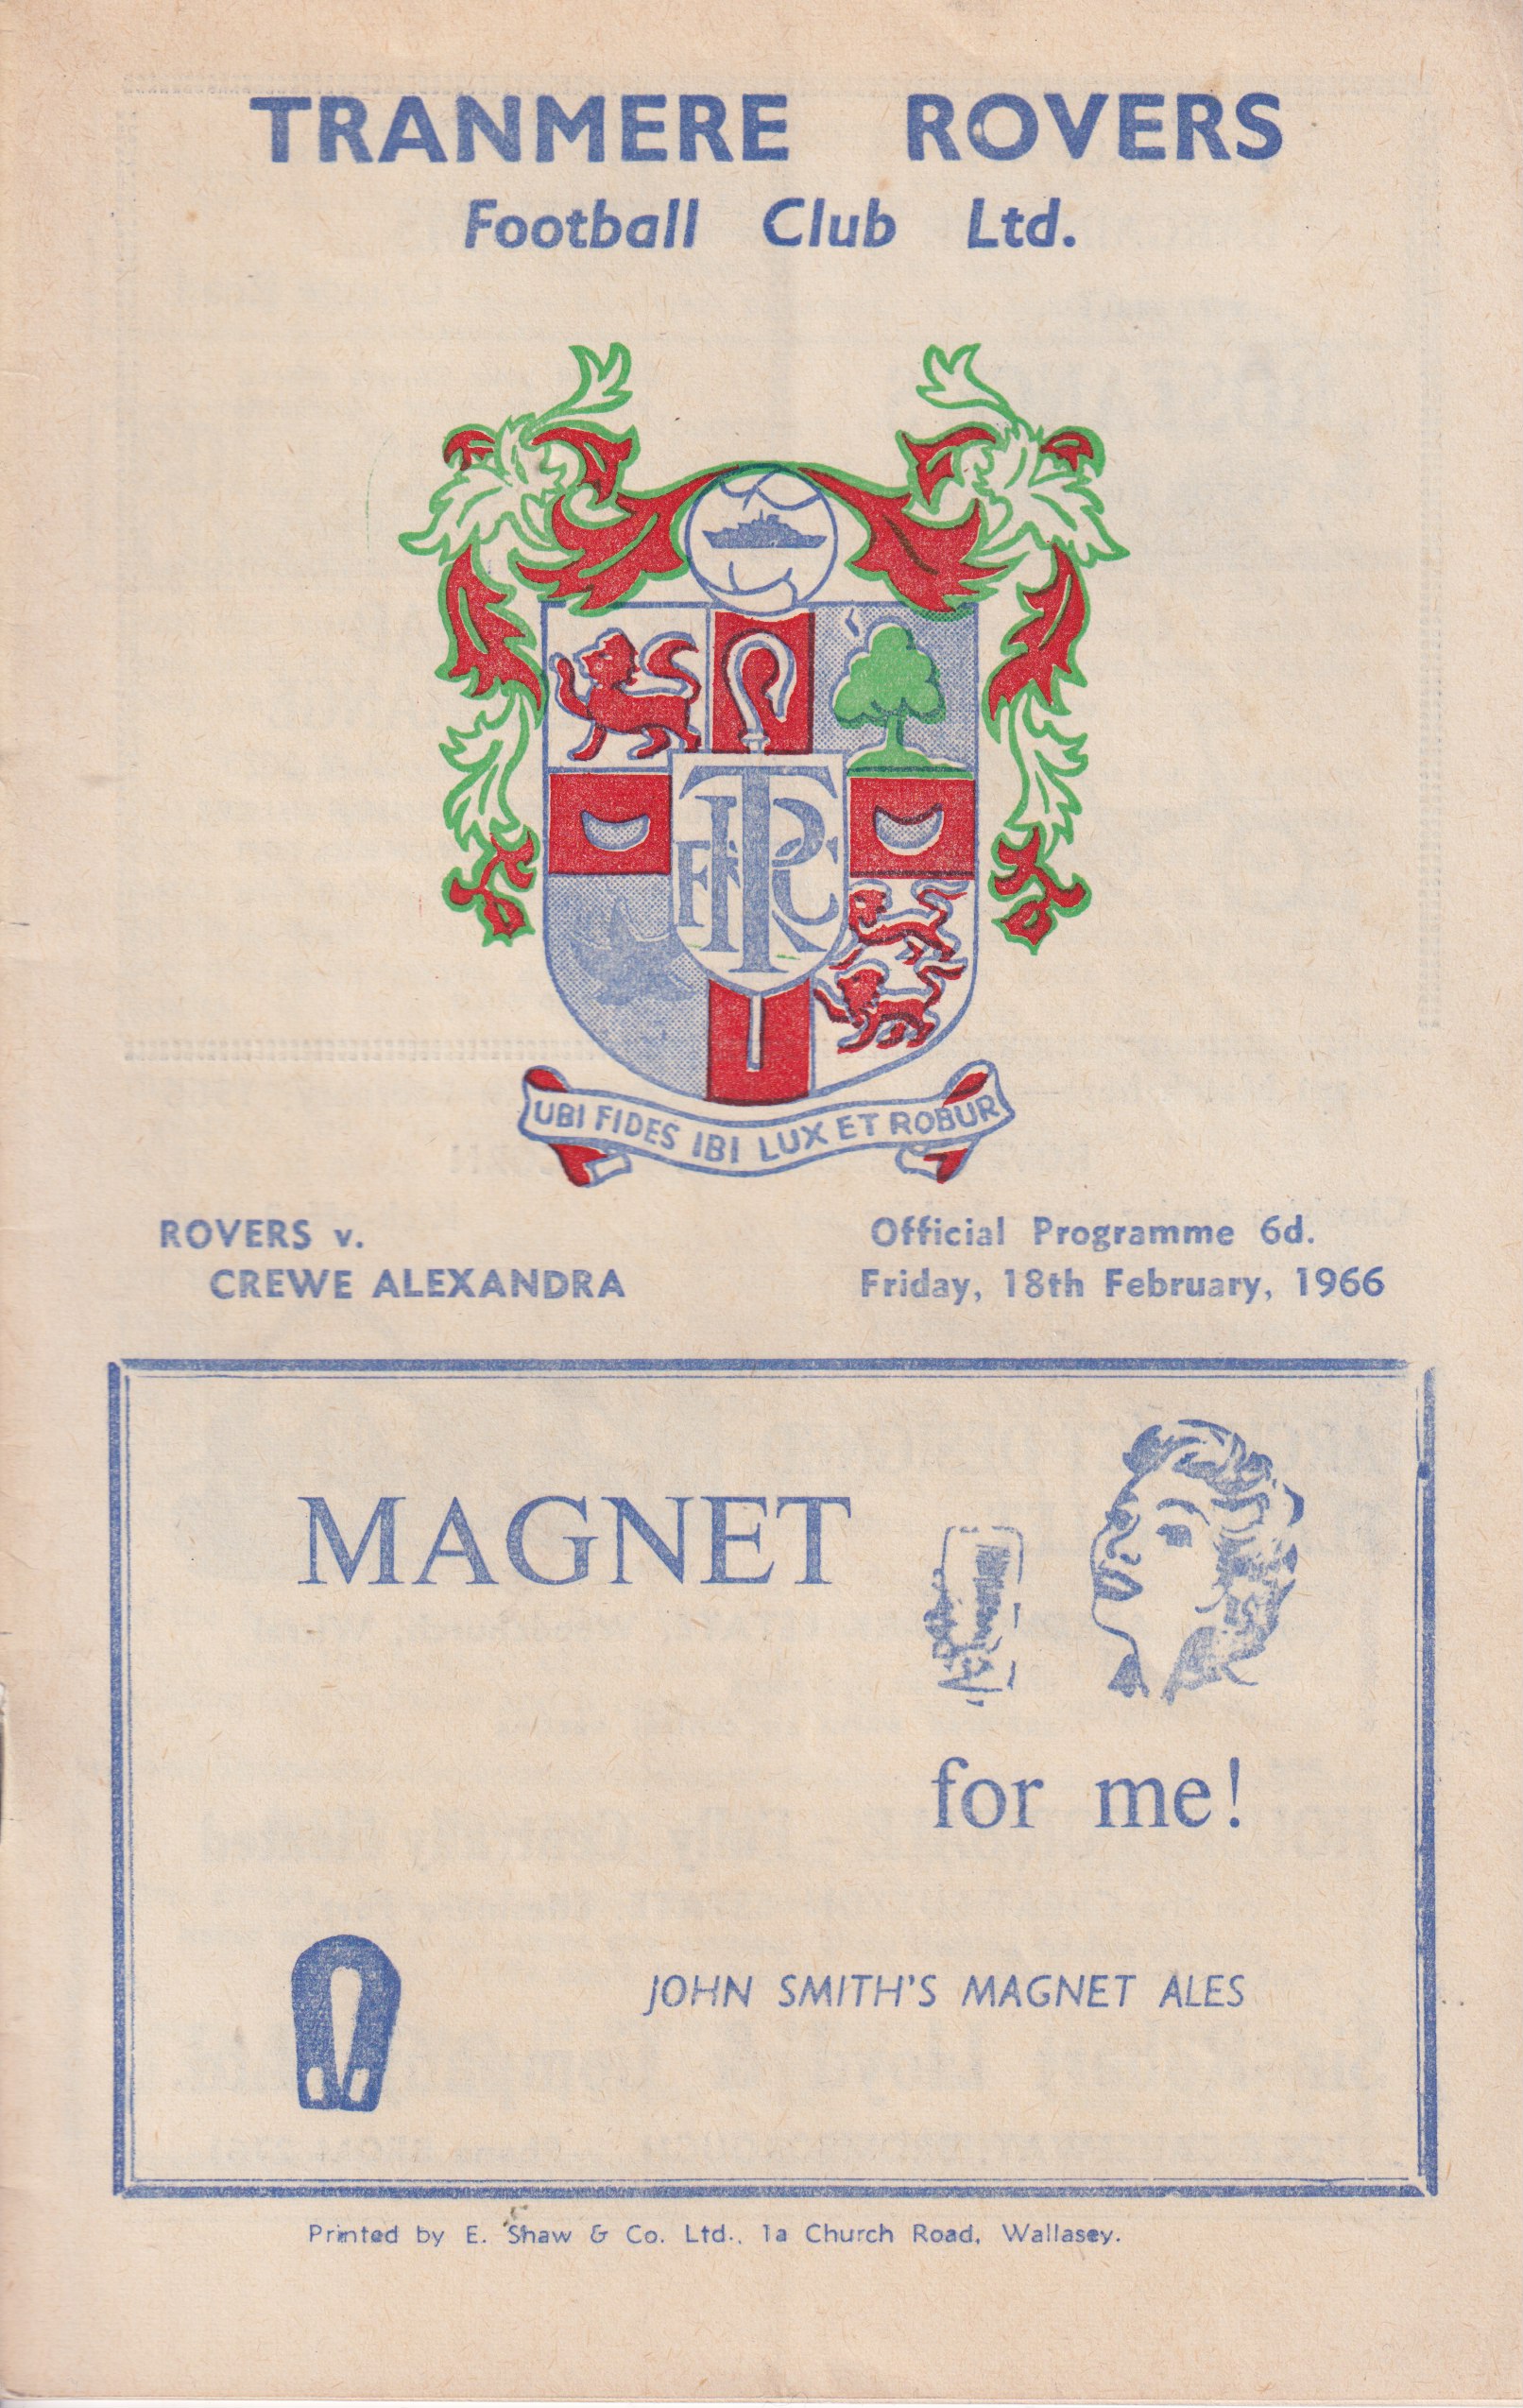 TRANMERE ROVERS
Football Club Ltd.
TRFC
UBI FIDES IBI LUX ET ROBUR
ROVERS v.
CREWE ALEXANDRA
Official Programme 6d.
Friday, 18th February, 1966
MAGNET
for me!
JOHN SMITH'S MAGNET ALES
Printed by E. Shaw & Co. Ltd., 1a Church Road, Wallasey.